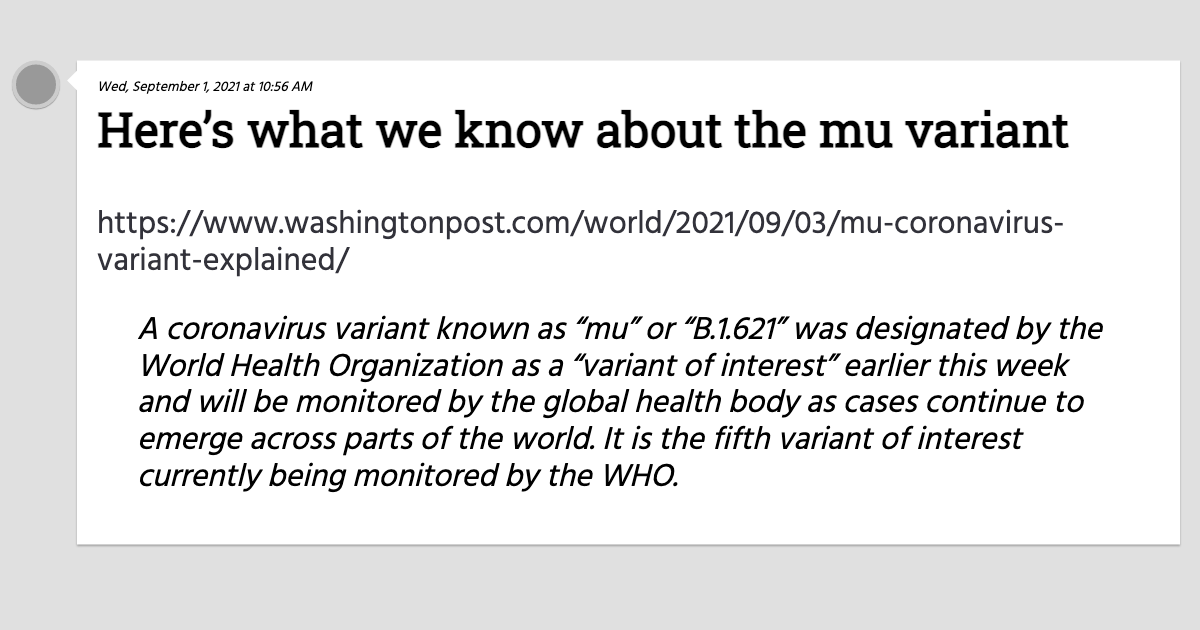 Wed, September 1, 2021 at 10:56 AM
Here’s what we know about the mu variant
https://www.washingtonpost.com/world/2021/09/03/mu-coronavirus-
variant-explained/
A coronavirus variant known as “mu” or “B.1.621” was designated by the
World Health Organization as a “variant of interest” earlier this week
and will be monitored by the global health body as cases continue to
emerge across parts of the world. It is the fifth variant of interest
currently being monitored by the WHO.